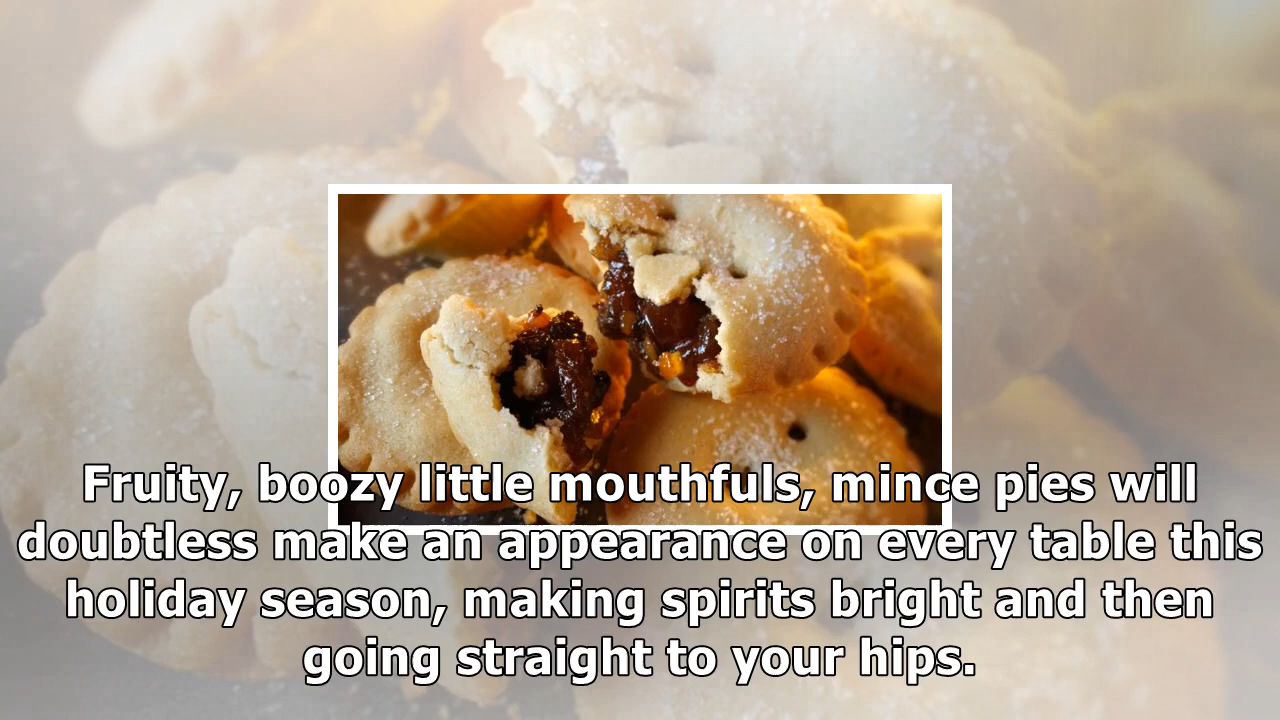 Fruity, boozy little mouthfuls, mince pies will
doubtless make an appearance on every table this
holiday season, making spirits bright and then
going straight to your hips.